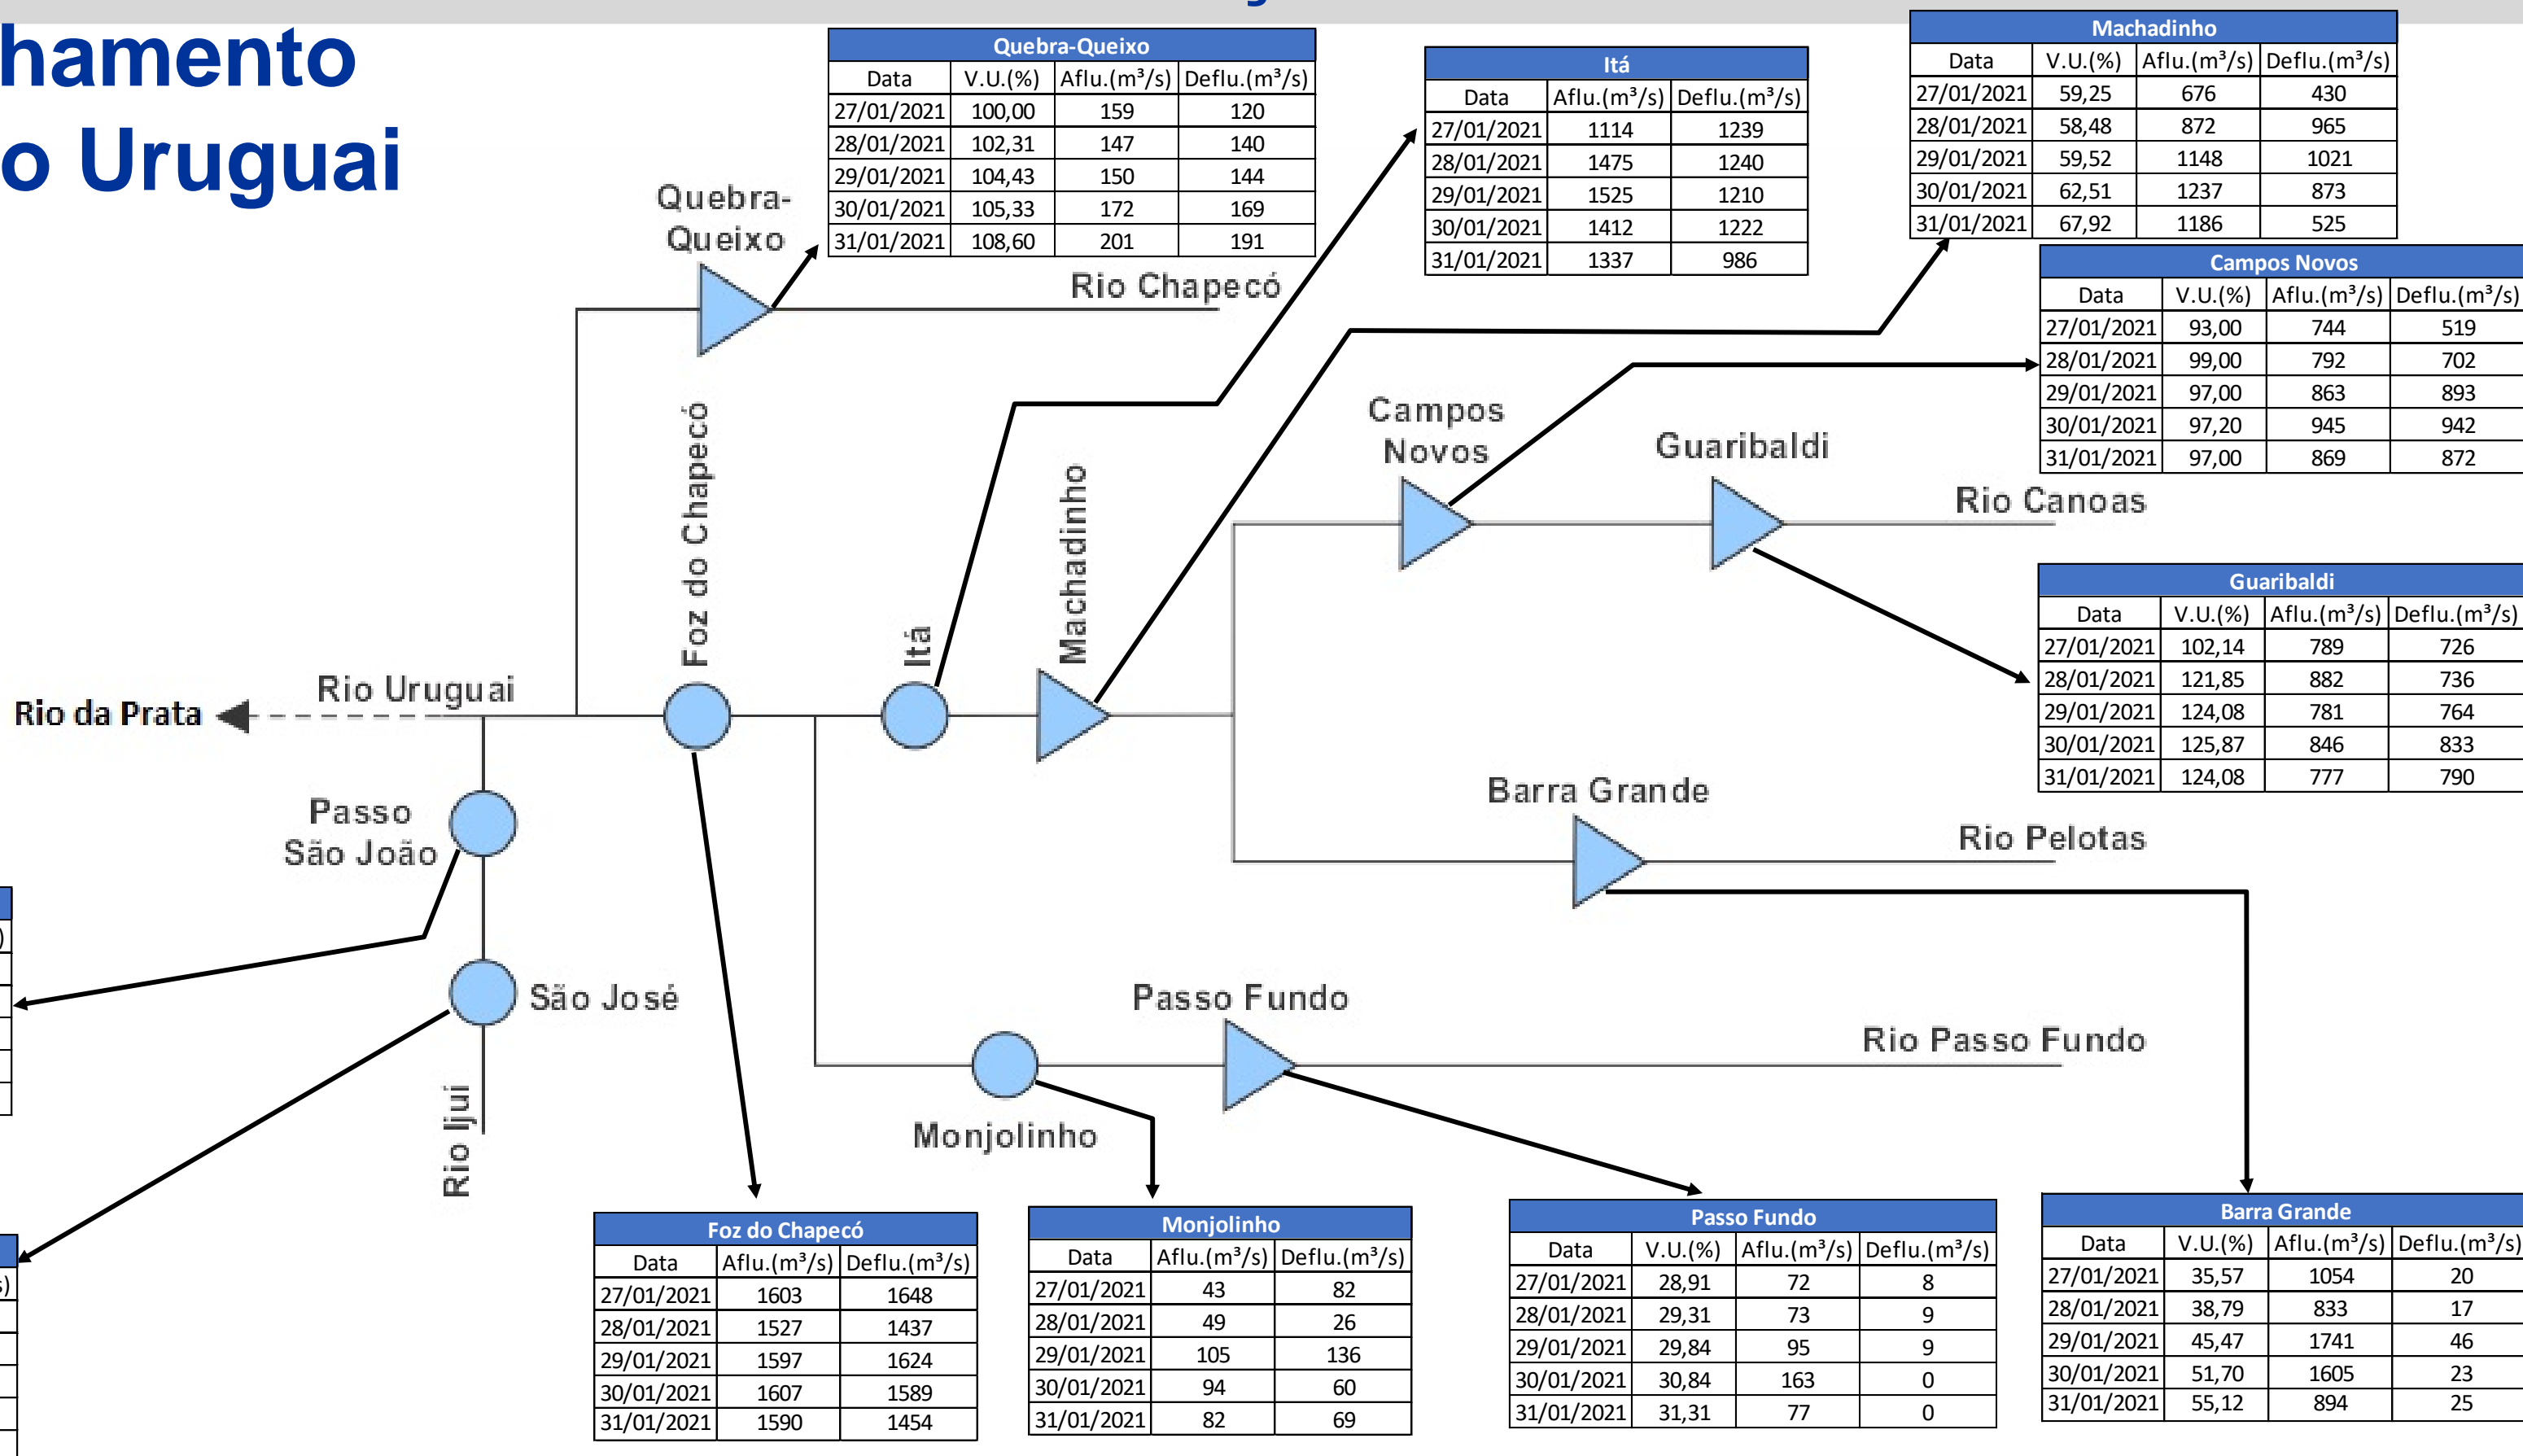 hamento
o Uruguai
Quebra-Queixo
Data V.U.(%) Aflu.(m³/s) Deflu.(m³/s)
27/01/2021 100,00 159 120
28/01/2021 102,31 147 140
29/01/2021 104,43 150 144
30/01/2021 105,33 172 169
31/01/2021 108,60 201 191
Itá
Data Aflu.(m³/s) Deflu.(m³/s)
27/01/2021 1114 1239
28/01/2021 1475 1240
29/01/2021 1525 1210
30/01/2021 1412 1222
31/01/2021 1337 986
Machadinho
Data V.U.(%) Aflu.(m³/s) Deflu.(m³/s)
27/01/2021 59,25 676 430
28/01/2021 58,48 872 965
29/01/2021 59,52 1148 1021
30/01/2021 62,51 1237 873
31/01/2021 67,92 1186 525
Campos Novos
Data V.U.(%) Aflu.(m³/s) Deflu.(m³/s)
27/01/2021 93,00 744 519
28/01/2021 99,00 792 702
29/01/2021 97,00 863 893
30/01/2021 97,20 945 942
31/01/2021 97,00 869 872
Quebra-
Queixo
Rio Chapecó
Foz do Chapecó
Itá
Machadinho
Campos
Novos
Guaribaldi
Rio Canoas
Guaribaldi
Data V.U.(%) Aflu.(m³/s) Deflu.(m³/s)
27/01/2021 102,14 789 726
28/01/2021 121,85 882 736
29/01/2021 124,08 781 764
30/01/2021 125,87 846 833
31/01/2021 124,08 777 790
Rio da Prata
Rio Uruguai
Passo
São João
Barra Grande
Rio Pelotas
São José
Passo Fundo
Rio Passo Fundo
Monjolinho
Rio Ijui
)
s)
Foz do Chapecó
Data Aflu.(m³/s) Deflu.(m³/s)
27/01/2021 1603 1648
28/01/2021 1527 1437
29/01/2021 1597 1624
30/01/2021 1607 1589
31/01/2021 1590 1454
Monjolinho
Data Aflu.(m³/s) Deflu.(m³/s)
27/01/2021 43 82
28/01/2021 49 26
29/01/2021 105 136
30/01/2021 94 60
31/01/2021 82 69
Passo Fundo
Data V.U.(%) Aflu.(m³/s) Deflu.(m³/s)
27/01/2021 28,91 72 8
28/01/2021 29,31 73 9
29/01/2021 29,84 95 9
30/01/2021 30,84 163 0
31/01/2021 31,31 77 0
Barra Grande
Data V.U.(%) Aflu.(m³/s) Deflu.(m³/s)
27/01/2021 35,57 1054 20
28/01/2021 38,79 833 17
29/01/2021 45,47 1741 46
30/01/2021 51,70 1605 23
31/01/2021 55,12 894 25